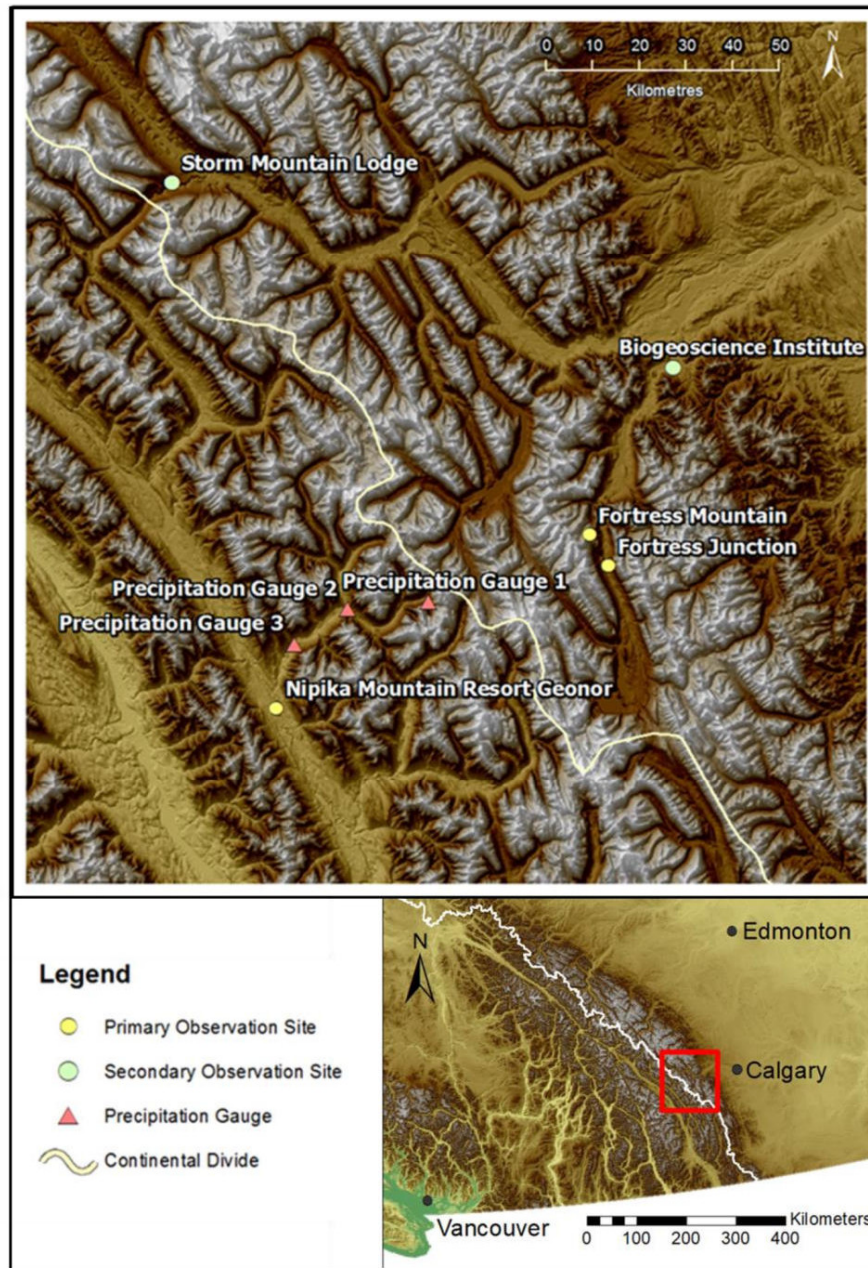 0 10 20 30 40 50
N
Kilometres
Storm Mountain Lodge
Biogeoscience Institute
Fortress Mountain
Fortress Junction
Precipitation Gauge 2
Precipitation Gauge 1
Precipitation Gauge 3
Nipika Mountain Resort Geonor
Legend
Primary Observation Site
Secondary Observation Site
Precipitation Gauge
Continental Divide
N
Edmonton
Calgary
Vancouver
Kilometers
0 100 200 300 400